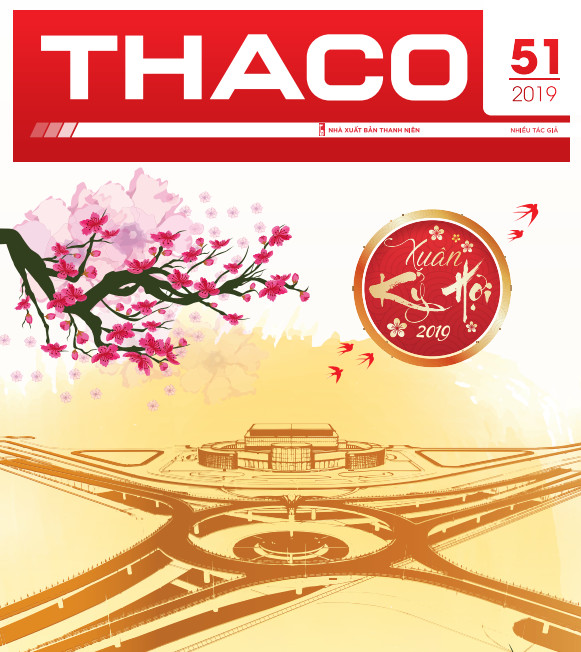 THACO
51
2019
NHÀ XUẤT BẢN THANH NIÊN
NHIỀU TÁC GIẢ
Xuân
Kỷ Hợi
2019